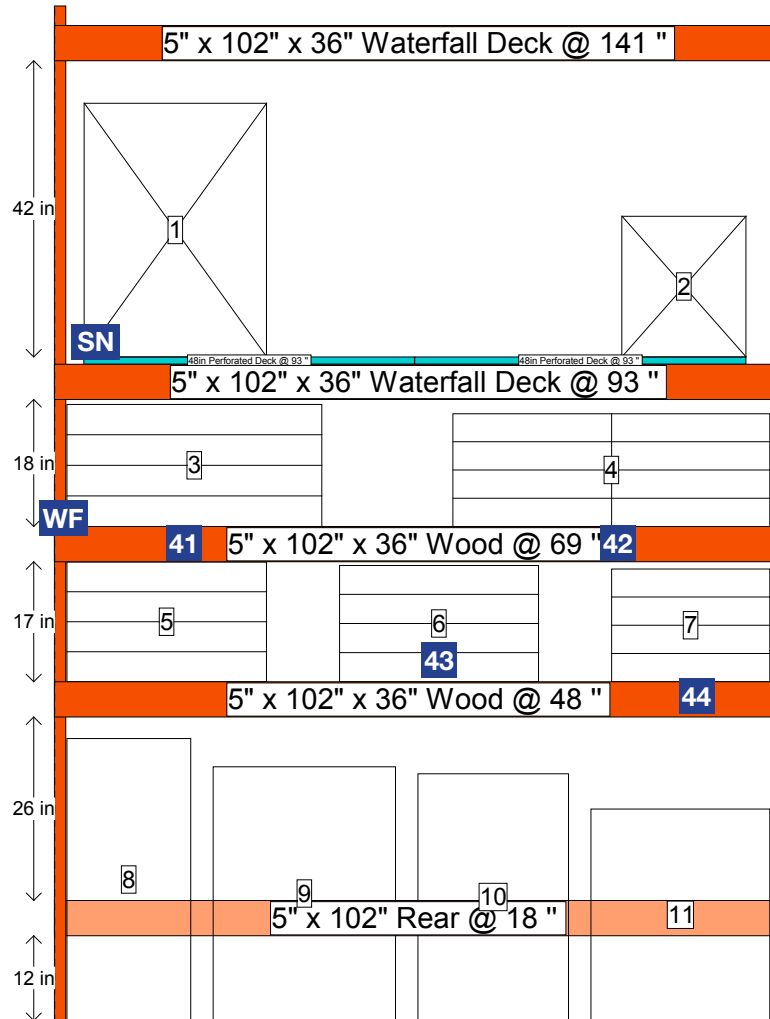 5" x 102" x 36" Waterfall Deck @ 141 "
42 in
1
2
SN
48in Perforated Deck @ 93 "
48in Perforated Deck @ 93 "
5" x 102" x 36" Waterfall Deck @ 93 "
18 in
3
4
WF
41
5" x 102" x 36" Wood @ 69 "
42
17 in
5
6
7
43
5" x 102" x 36" Wood @ 48 "
44
26 in
8
9
10
11
5" x 102" Rear @ 18 "
12 in